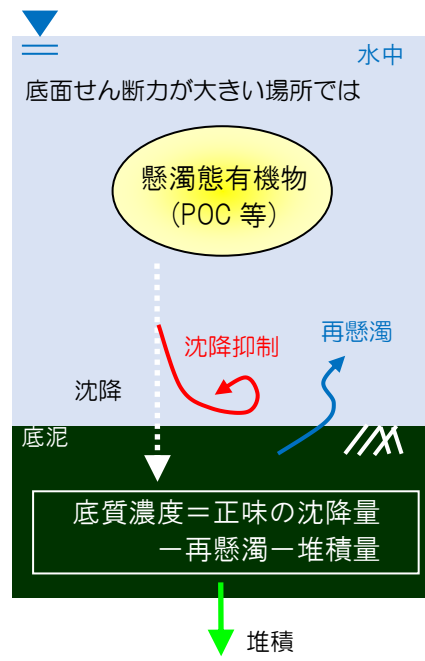 水中
底面せん断力が大きい場所では
懸濁態有機物
(POC 等)
再懸濁
沈降抑制
沈降
底泥
底質濃度＝正味の沈降量
－再懸濁－堆積量
堆積